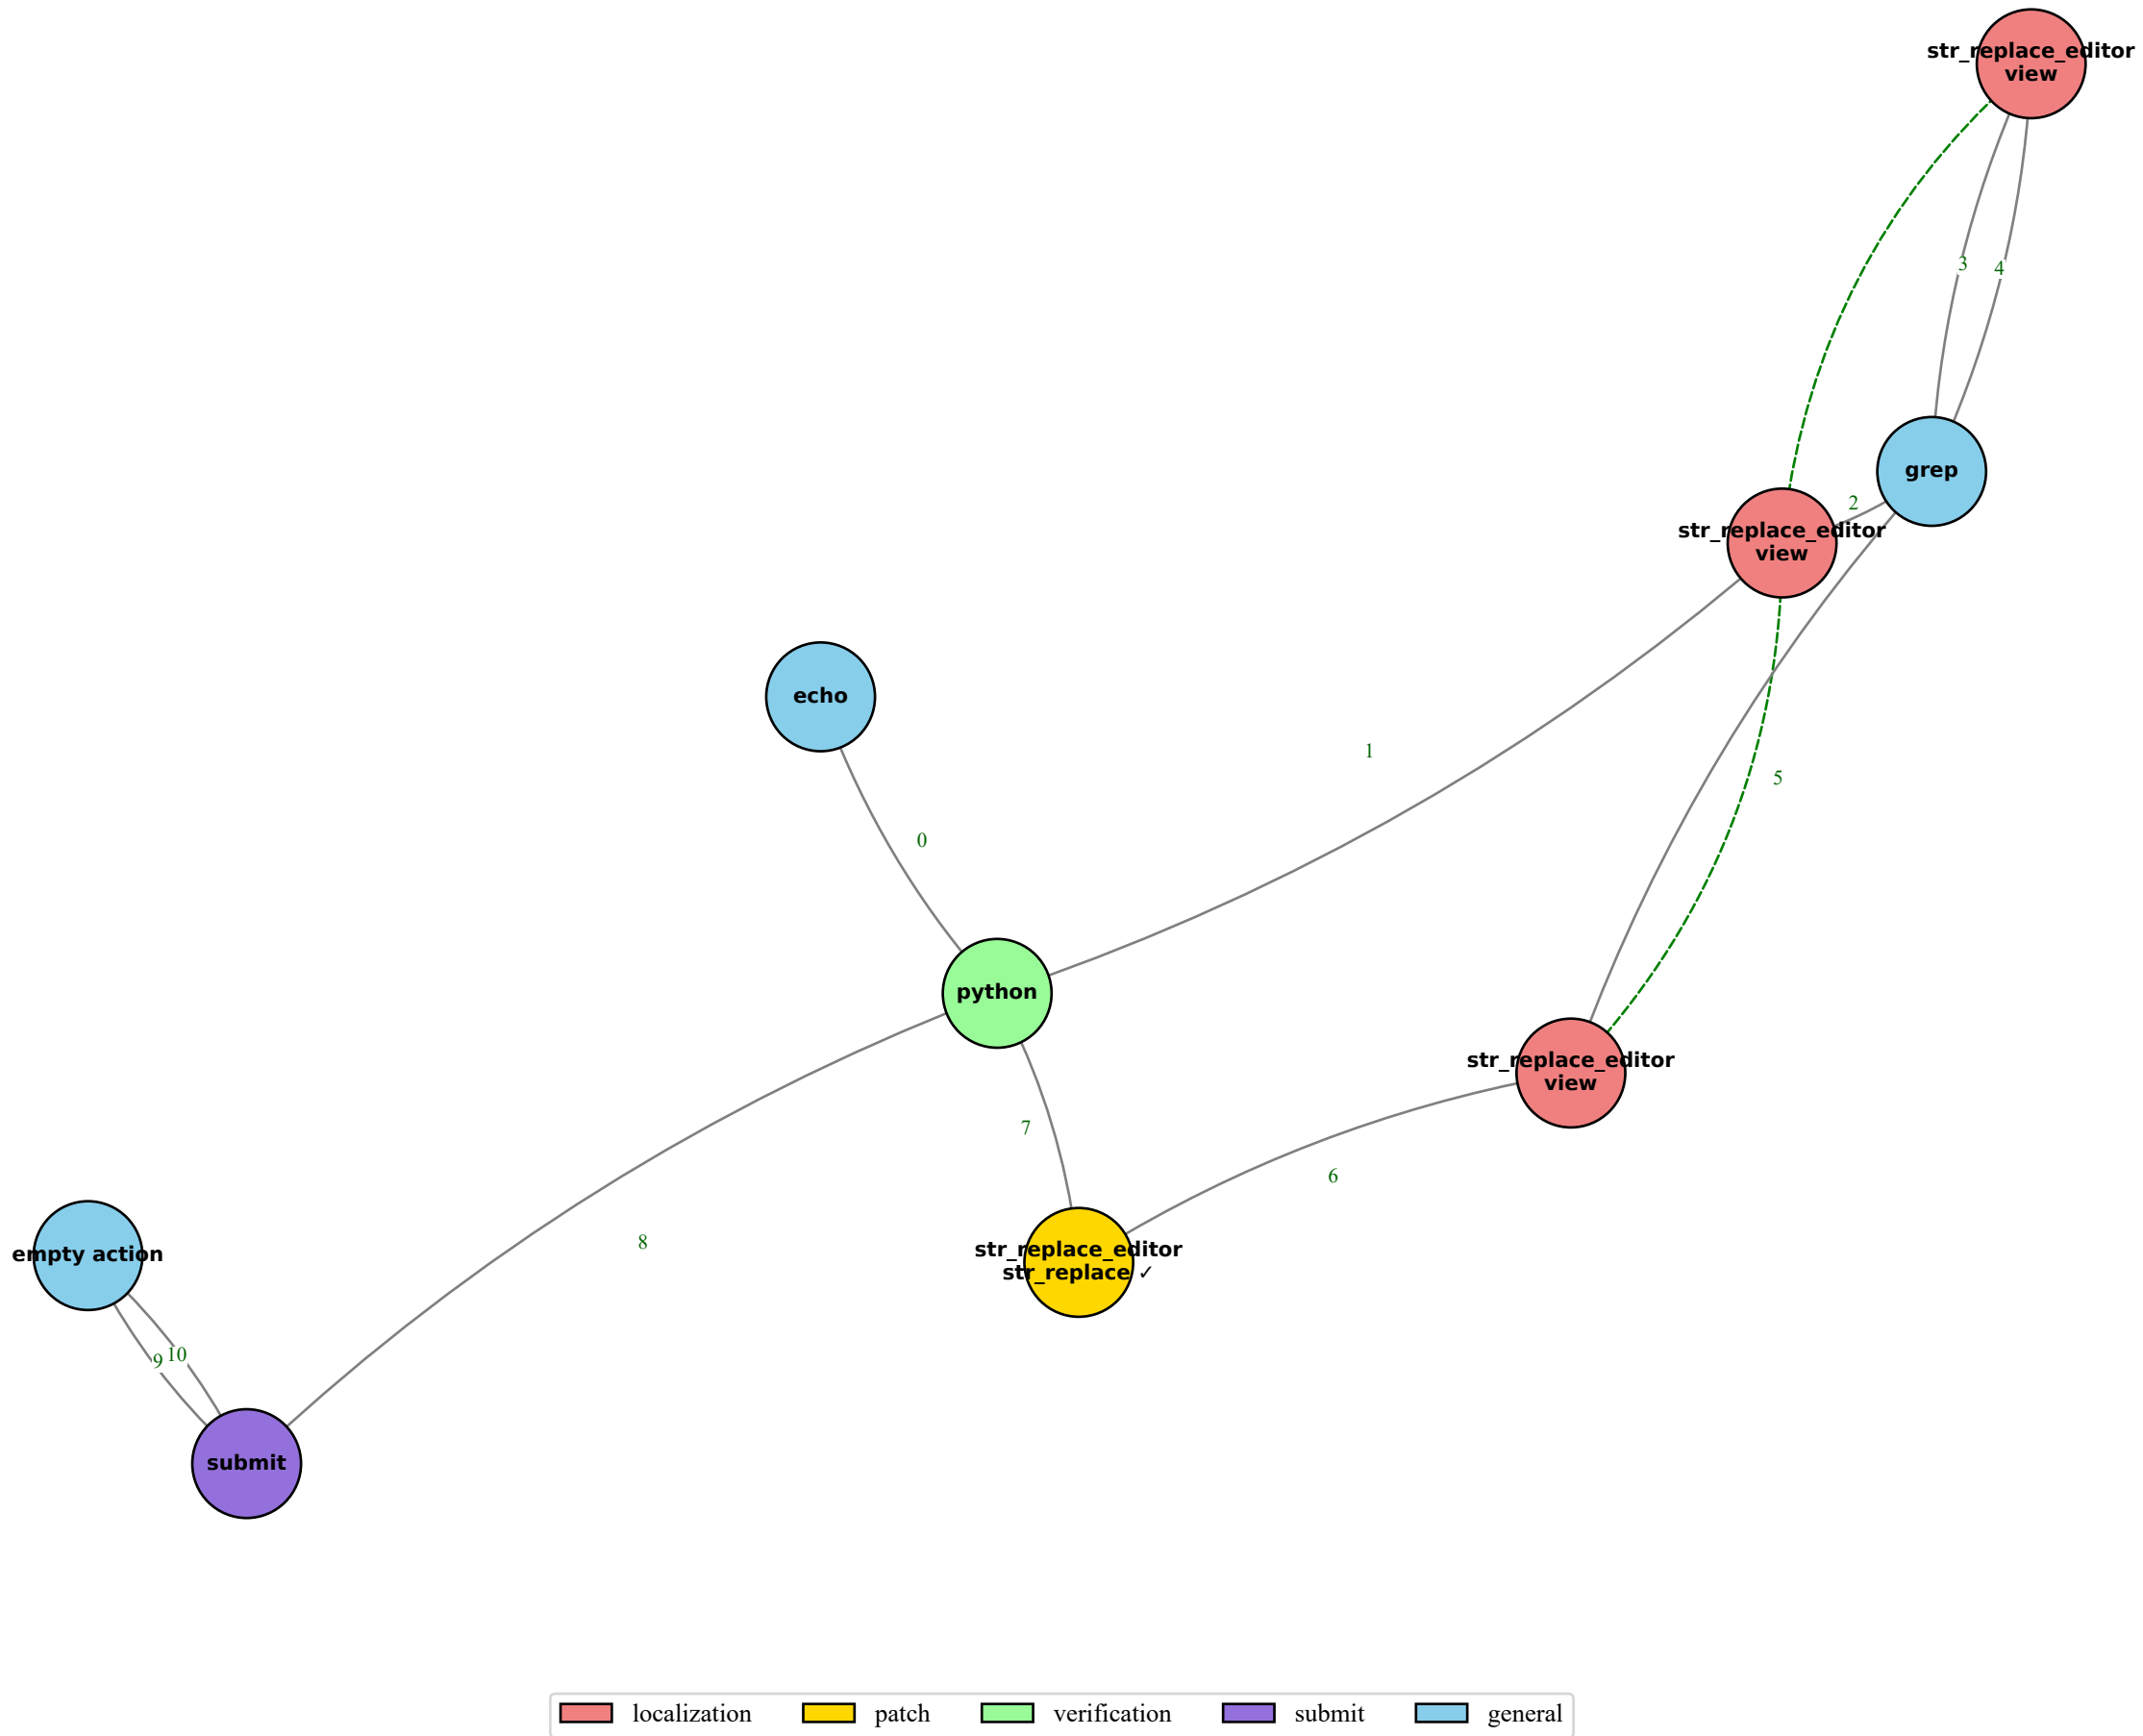 str_replace_editor
view
3
4
grep
2
str_replace_editor
view
echo
1
5
0
python
str_replace_editor
view
7
6
8
empty action
str_replace_editor
str_replace ✓
9
10
submit
localization
patch
verification
submit
general